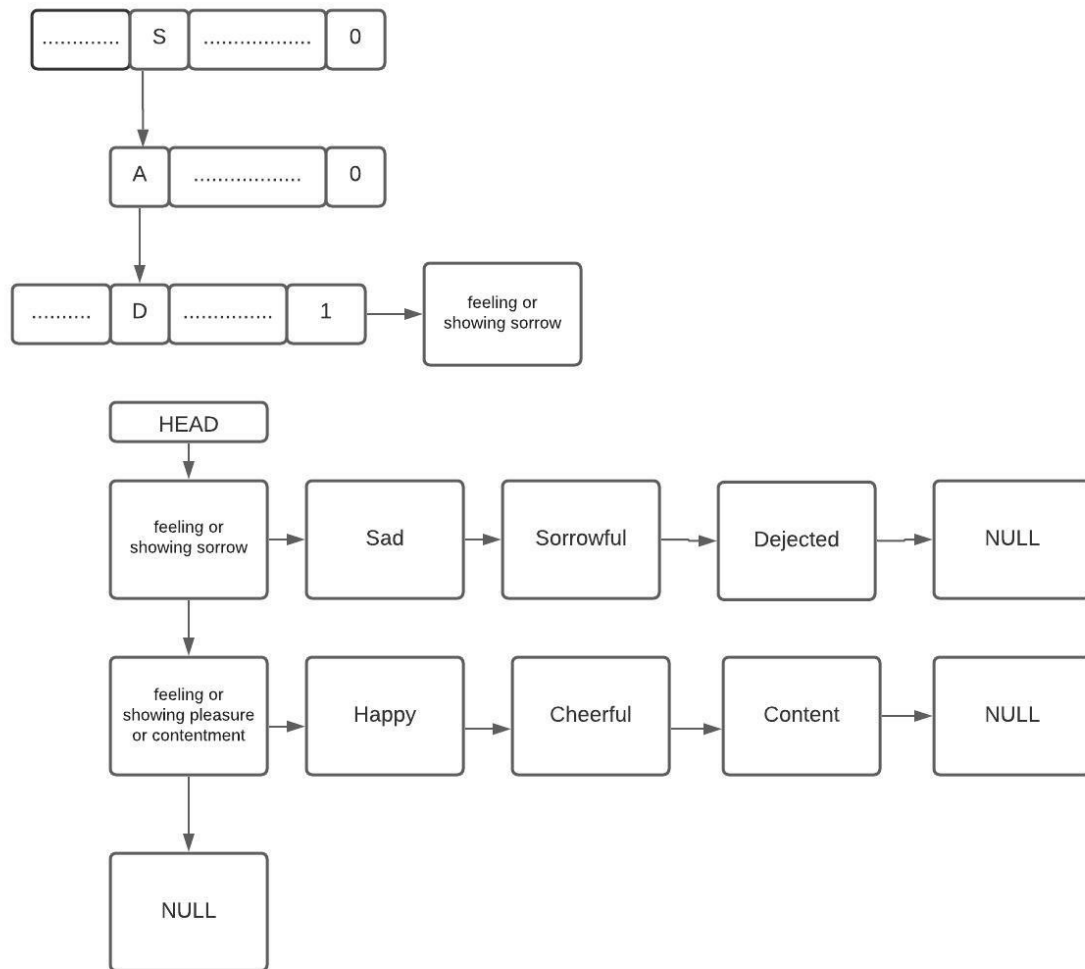 ............. S .................. 0
A .................. 0
.......... D ............... 1
feeling or
showing sorrow
HEAD
feeling or
showing sorrow
Sad
Sorrowful
Dejected
NULL
feeling or
showing pleasure
or contentment
Happy
Cheerful
Content
NULL
NULL